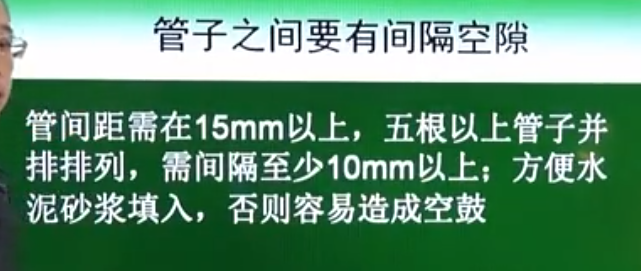 管子之间要有间隔空隙
管间距需在15mm以上，五根以上管子并
排排列，需间隔至少10mm以上；方便水
泥砂浆填入，否则容易造成空鼓